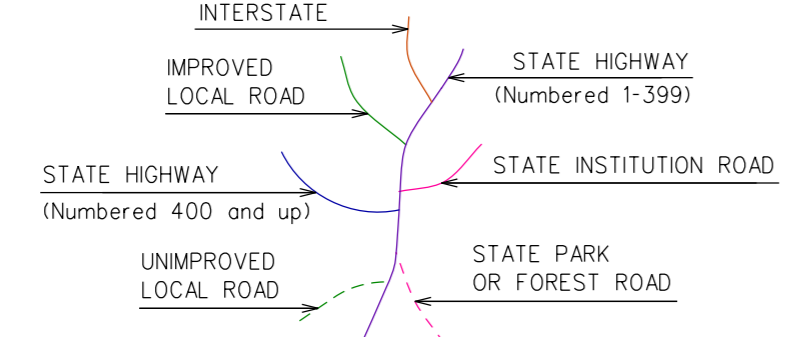 INTERSTATE
STATE HIGHWAY
(Numbered 1-399)
IMPROVED
LOCAL ROAD
STATE INSTITUTION ROAD
STATE HIGHWAY
(Numbered 400 and up)
STATE PARK
OR FOREST ROAD
UNIMPROVED
LOCAL ROAD